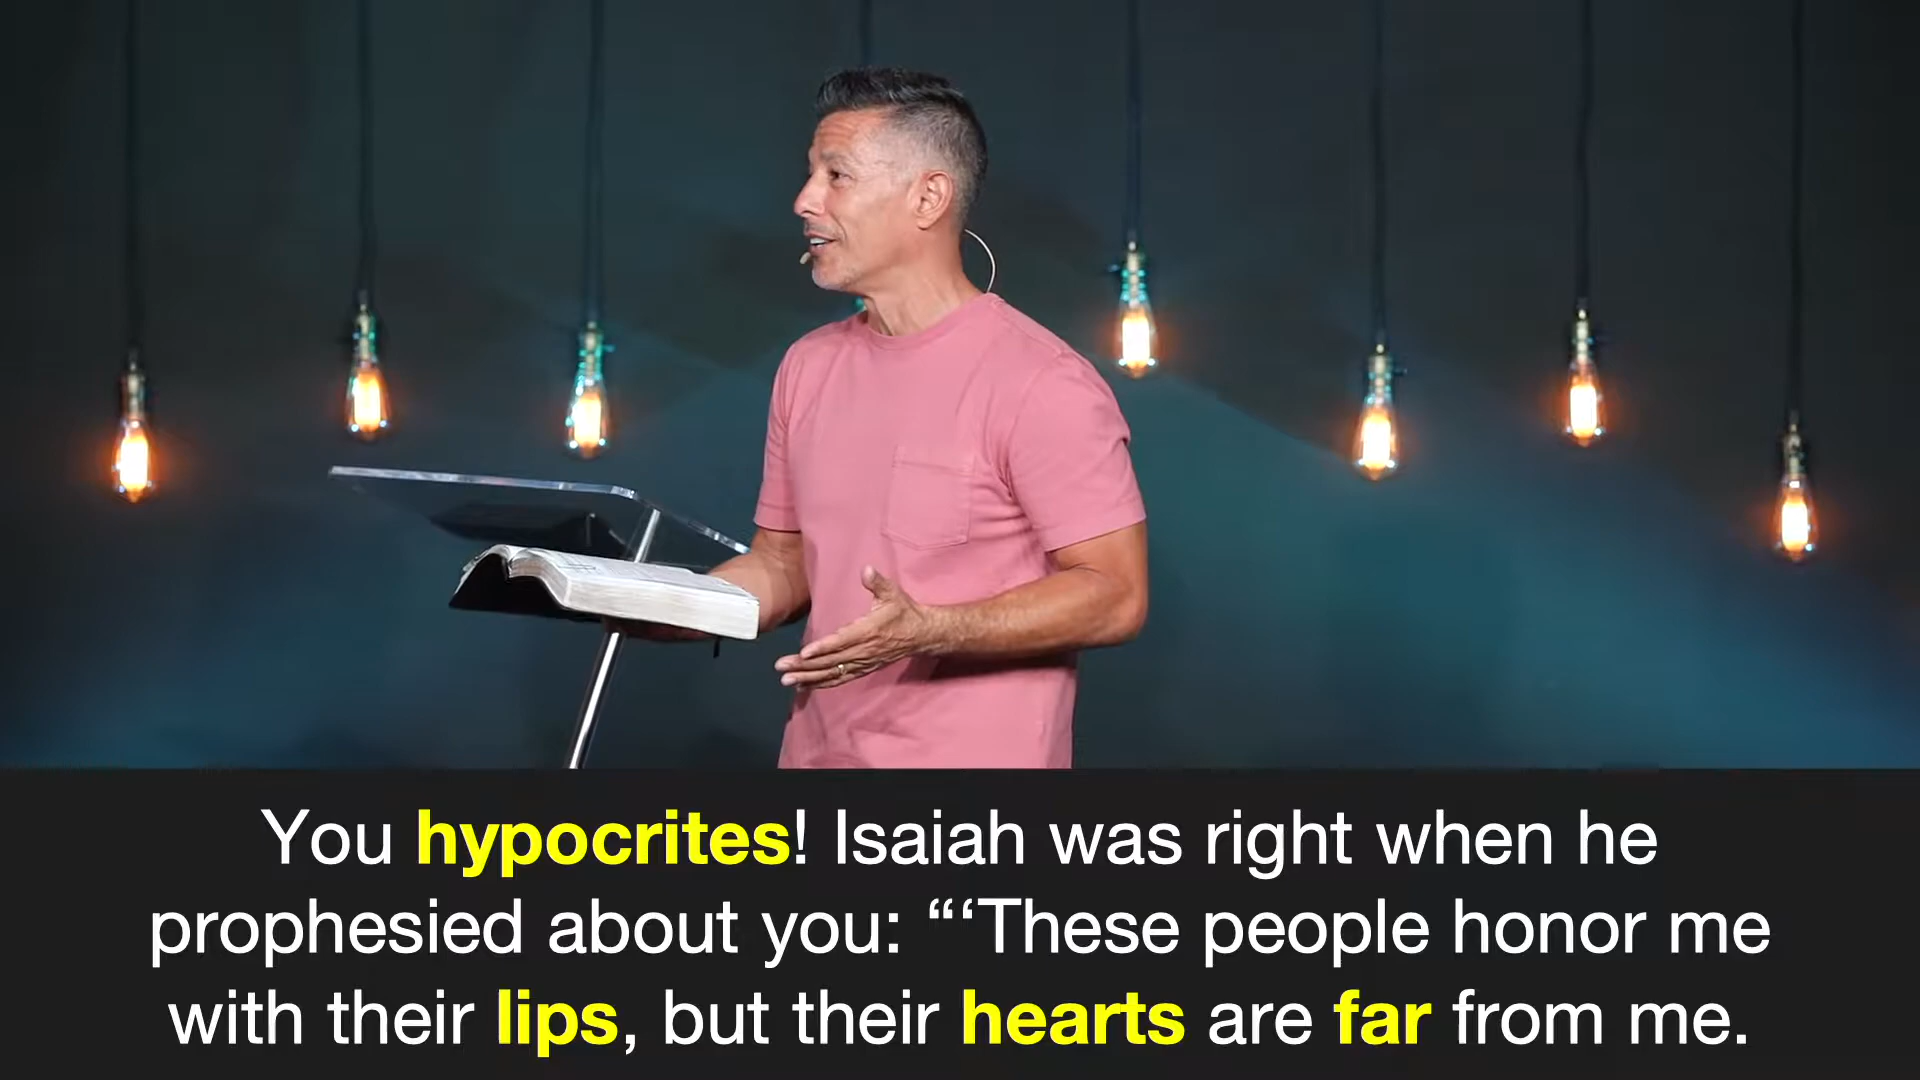 You hypocrites! Isaiah was right when he
prophesied about you: “‘These people honor me
with their lips, but their hearts are far from me.